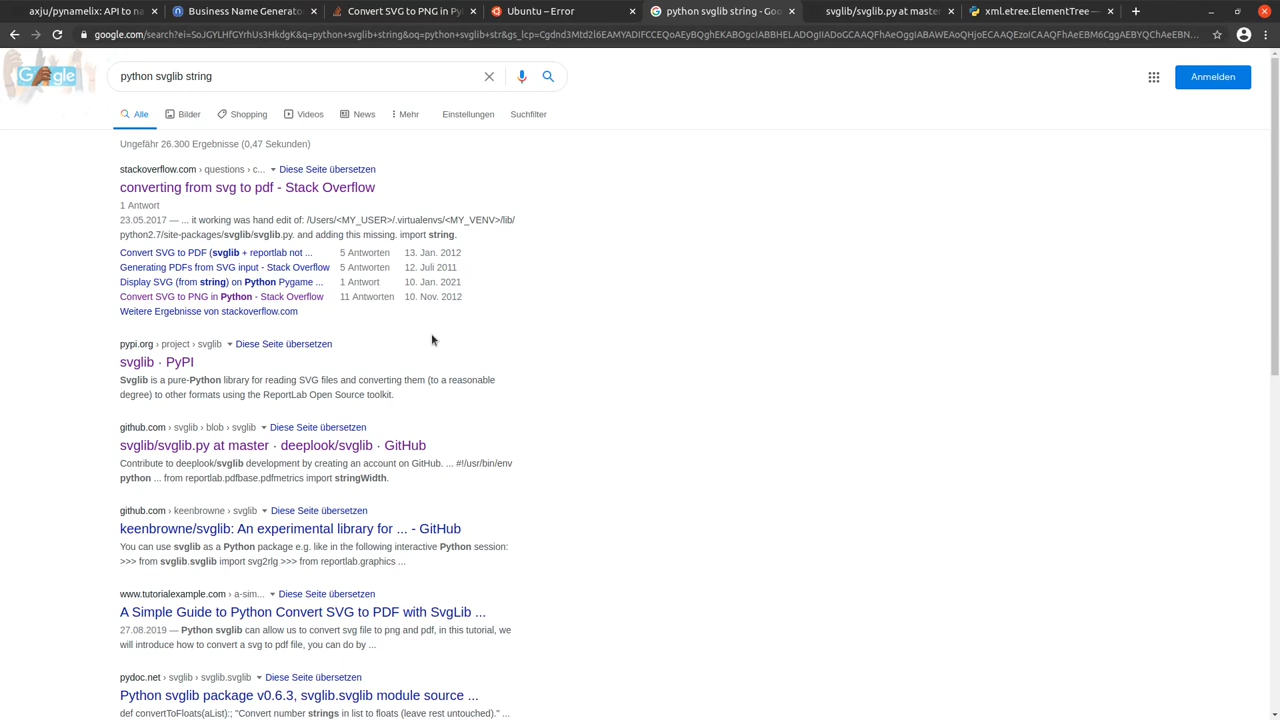 axju/pynamelix: Ras
python - Convert SVG
ImageColor Module —
Convert SVG to PNG in P
Ubuntu – Error
python svglib string - Goo
svglib/svglib.py at maste
xml.etree.ElementTree —
google.com/search?ei=
Google
python svglib string
Anmelden
Alle Bilder Shopping Videos News Mehr Einstellungen Suchfilter
Ungefähr 26.300 Ergebnisse (0,47 Sekunden)
stackoverflow.com › questions › c... Diese Seite übersetzen
converting from svg to pdf - Stack Overflow
1 Antwort
23.05.2017 — ... it working was hand edit of: /Users/<MY_USER>/.virtualenvs/<MY_VENV>/lib/
python2.7/site-packages/svglib/svglib.py. and adding this missing. import string.
Convert SVG to PDF (svglib + reportlab not ... 5 Antworten 13. Jan. 2012
Generating PDFs from SVG input - Stack Overflow 5 Antworten 12. Juli 2011
Display SVG (from string) on Python Pygame ... 1 Antwort 10. Jan. 2021
Convert SVG to PNG in Python - Stack Overflow 11 Antworten 10. Nov. 2012
Weitere Ergebnisse von stackoverflow.com
pypi.org › project › svglib Diese Seite übersetzen
svglib · PyPI
Svglib is a pure-Python library for reading SVG files and converting them (to a reasonable
degree) to other formats using the ReportLab Open Source toolkit.
github.com › svglib › blob › svglib Diese Seite übersetzen
svglib/svglib.py at master · deeplook/svglib · GitHub
Contribute to deeplook/svglib development by creating an account on GitHub. ... #!/usr/bin/env
python ... from reportlab.pdfbase.pdfmetrics import stringWidth.
github.com › keenbrowne › svglib Diese Seite übersetzen
keenbrowne/svglib: An experimental library for ... - GitHub
You can use svglib as a Python package e.g. like in the following interactive Python session:
>>> from svglib.svglib import svg2rlg >>> from reportlab.graphics ...
www.tutorialexample.com › a-sim... Diese Seite übersetzen
A Simple Guide to Python Convert SVG to PDF with SvgLib ...
27.08.2019 — Python svglib can allow us to convert svg file to png and pdf, in this tutorial, we
will introduce how to convert a svg to pdf file, you can do by ...
pydoc.net › svglib › svglib.svglib Diese Seite übersetzen
Python svglib package v0.6.3, svglib.svglib module source ...
def convertToFloats(aList):; "Convert number strings in list to floats (leave rest untouched)." ...